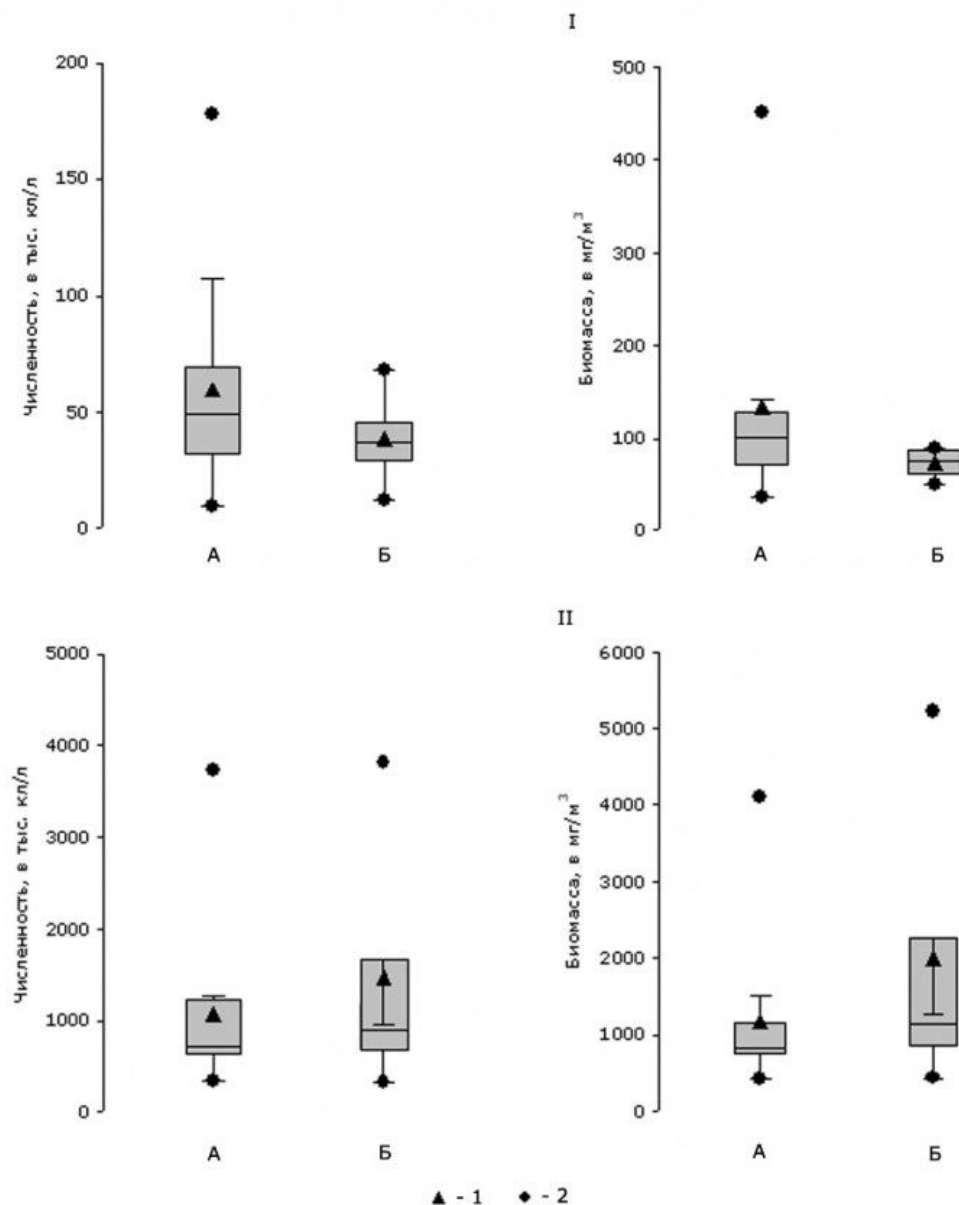 I
Численность, в тыс. кл/л
200
150
100
50
0
А
Б
Биомасса, в мг/м³
500
400
300
200
100
0
А
Б
II
Численность, в тыс. кл/л
5000
4000
3000
2000
1000
0
А
Б
Биомасса, в мг/м³
6000
5000
4000
3000
2000
1000
0
А
Б
▲ - 1 ● - 2